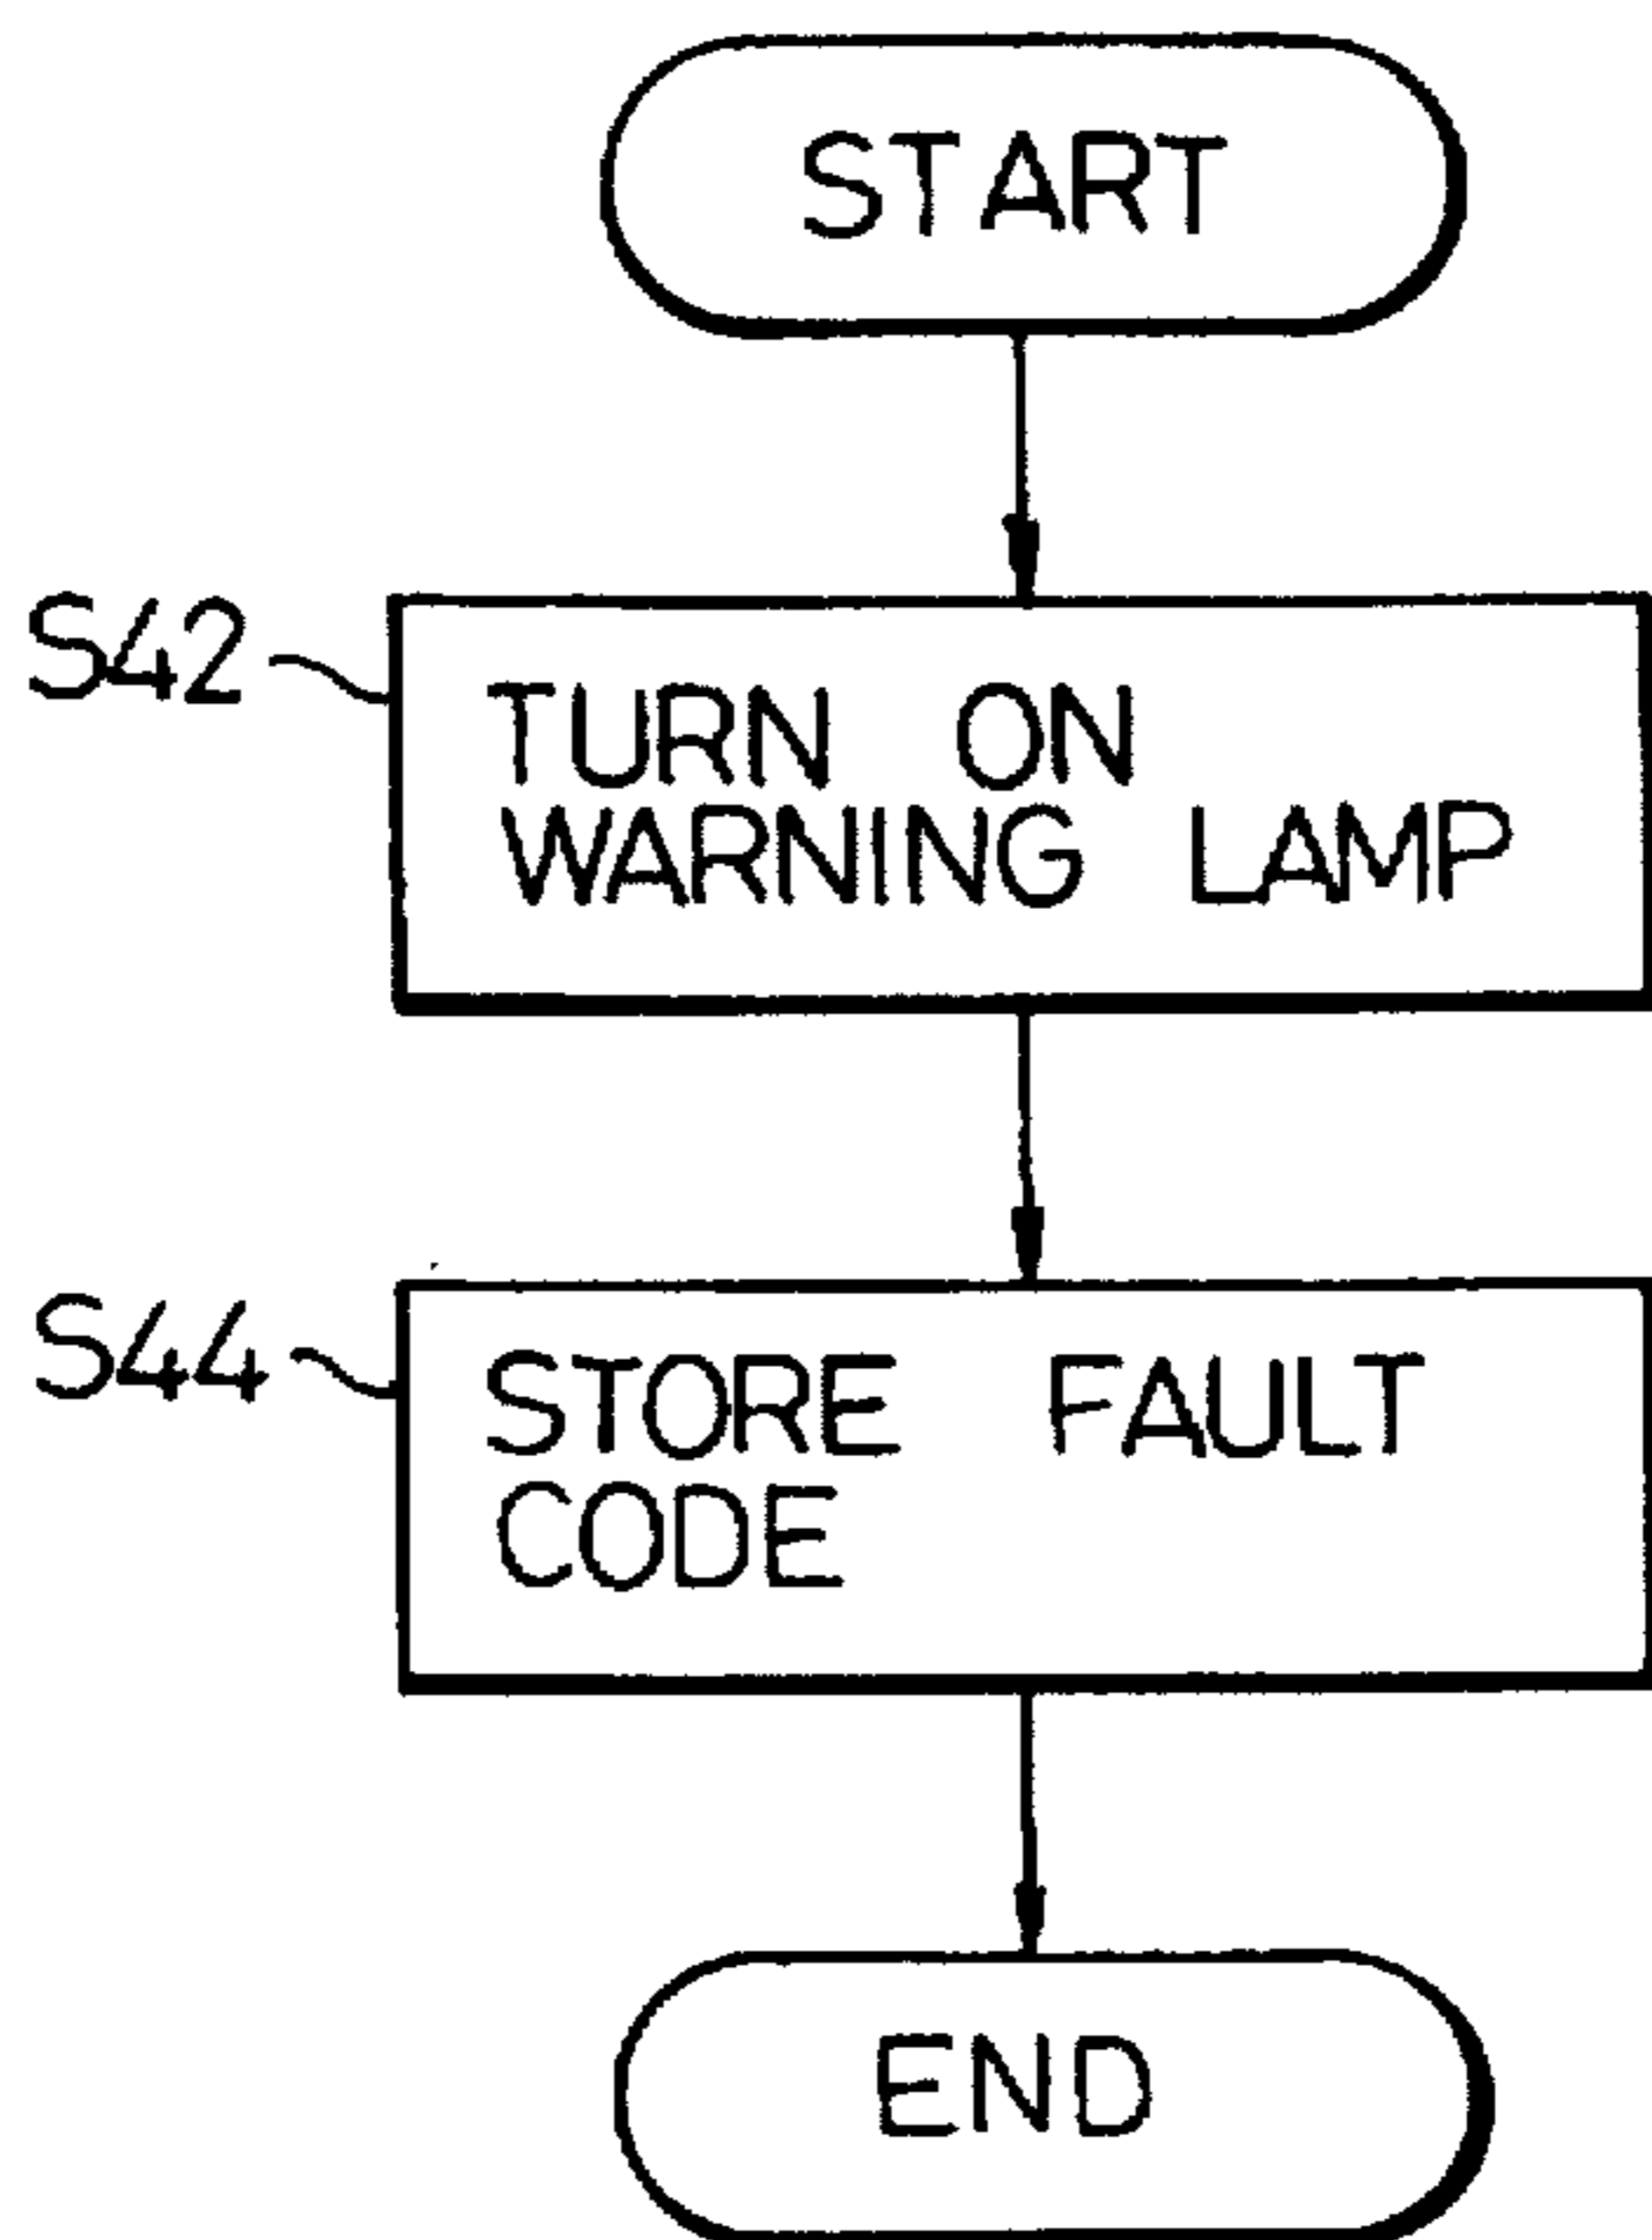 START
S42
TURN ON
WARNING LAMP
S44
STORE FAULT
CODE
END